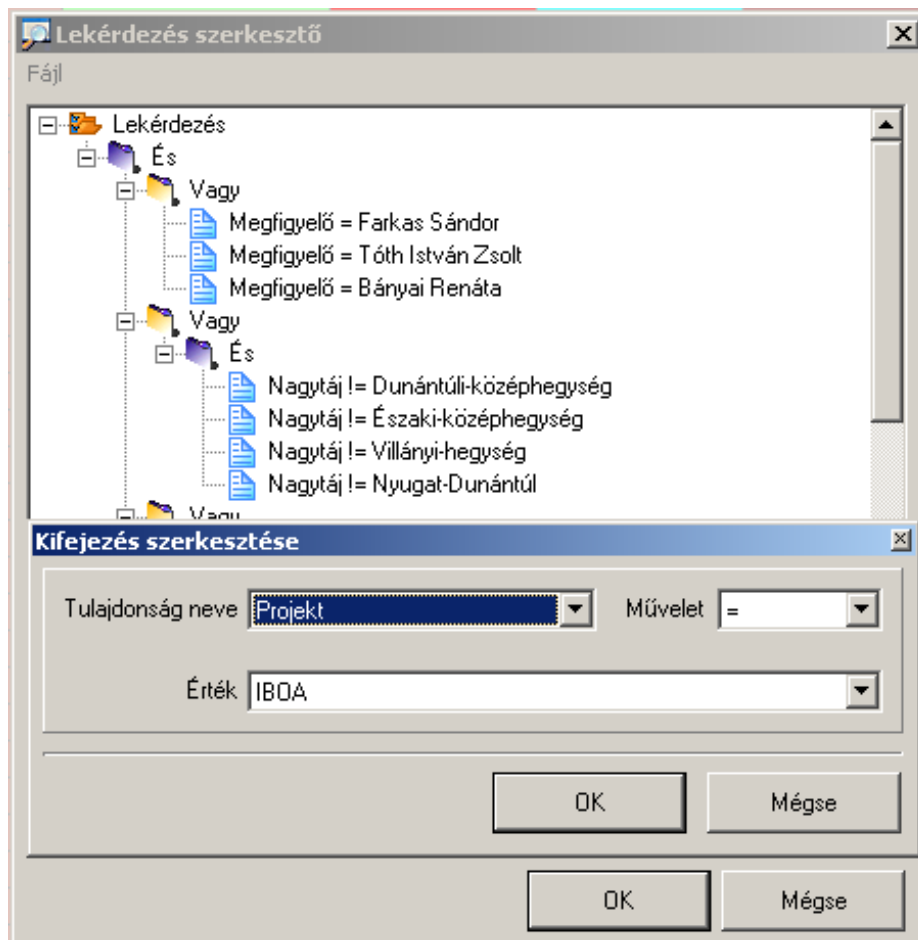 Lekérdezés szerkesztő
Fájl
Lekérdezés
És
Vagy
Megfigyelő = Farkas Sándor
Megfigyelő = Tóth István Zsolt
Megfigyelő = Bányai Renáta
Vagy
És
Nagytáj != Dunántúli-középhegység
Nagytáj != Északi-középhegység
Nagytáj != Villányi-hegység
Nagytáj != Nyugat-Dunántúl
Vagy
Kifejezés szerkesztése
Tulajdonság neve Projekt Művelet =
Érték IBOA
OK Mégse
OK Mégse